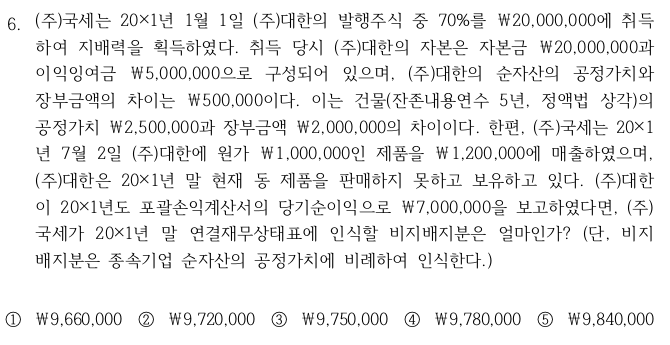 6. (주)국세는 20×1년 1월 1일 (주)대한의 발행주식 중 70%를 ₩20,000,000에 취득
하여 지배력을 획득하였다. 취득 당시 (주)대한의 자본은 자본금 ₩20,000,000과
이익잉여금 ₩5,000,000으로 구성되어 있으며, (주)대한의 순자산의 공정가치와
장부금액의 차이는 ₩500,000이다. 이는 건물(잔존내용연수 5년, 정액법 상각)의
공정가치 ₩2,500,000과 장부금액 ₩2,000,000의 차이이다. 한편, (주)국세는 20×1
년 7월 2일 (주)대한에 원가 ₩1,000,000인 제품을 ₩1,200,000에 매출하였으며,
(주)대한은 20×1년 말 현재 동 제품을 판매하지 못하고 보유하고 있다. (주)대한
이 20×1년도 포괄손익계산서의 당기순이익으로 ₩7,000,000을 보고하였다면, (주)
국세가 20×1년 말 연결재무상태표에 인식할 비지배지분은 얼마인가? (단, 비지
배지분은 종속기업 순자산의 공정가치에 비례하여 인식한다.)
① ₩9,660,000 ② ₩9,720,000 ③ ₩9,750,000 ④ ₩9,780,000 ⑤ ₩9,840,000